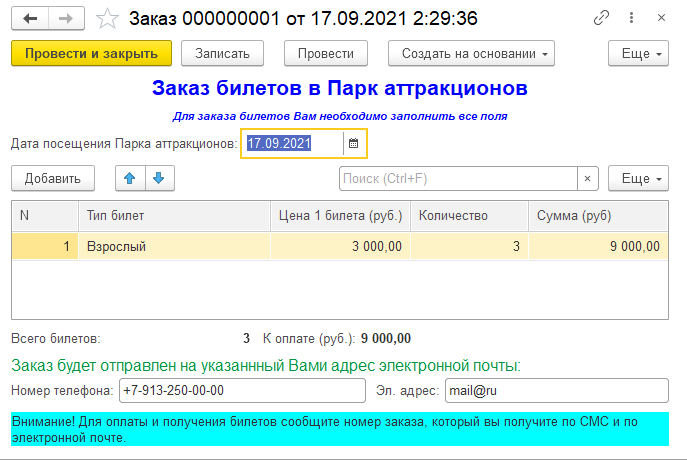 Заказ 000000001 от 17.09.2021 2:29:36
Провести и закрыть Записать Провести Создать на основании Еще
Заказ билетов в Парк аттракционов
Для заказа билетов Вам необходимо заполнить все поля
Дата посещения Парка аттракционов: 17.09.2021
Добавить Поиск (Ctrl+F) × Еще
N Тип билет Цена 1 билета (руб.) Количество Сумма (руб)
1 Взрослый 3 000,00 3 9 000,00
Всего билетов: 3 К оплате (руб.): 9 000,00
Заказ будет отправлен на указаннный Вами адрес электронной почты:
Номер телефона: +7-913-250-00-00 Эл. адрес: mail@ru
Внимание! Для оплаты и получения билетов сообщите номер заказа, который вы получите по СМС и по
электронной почте.